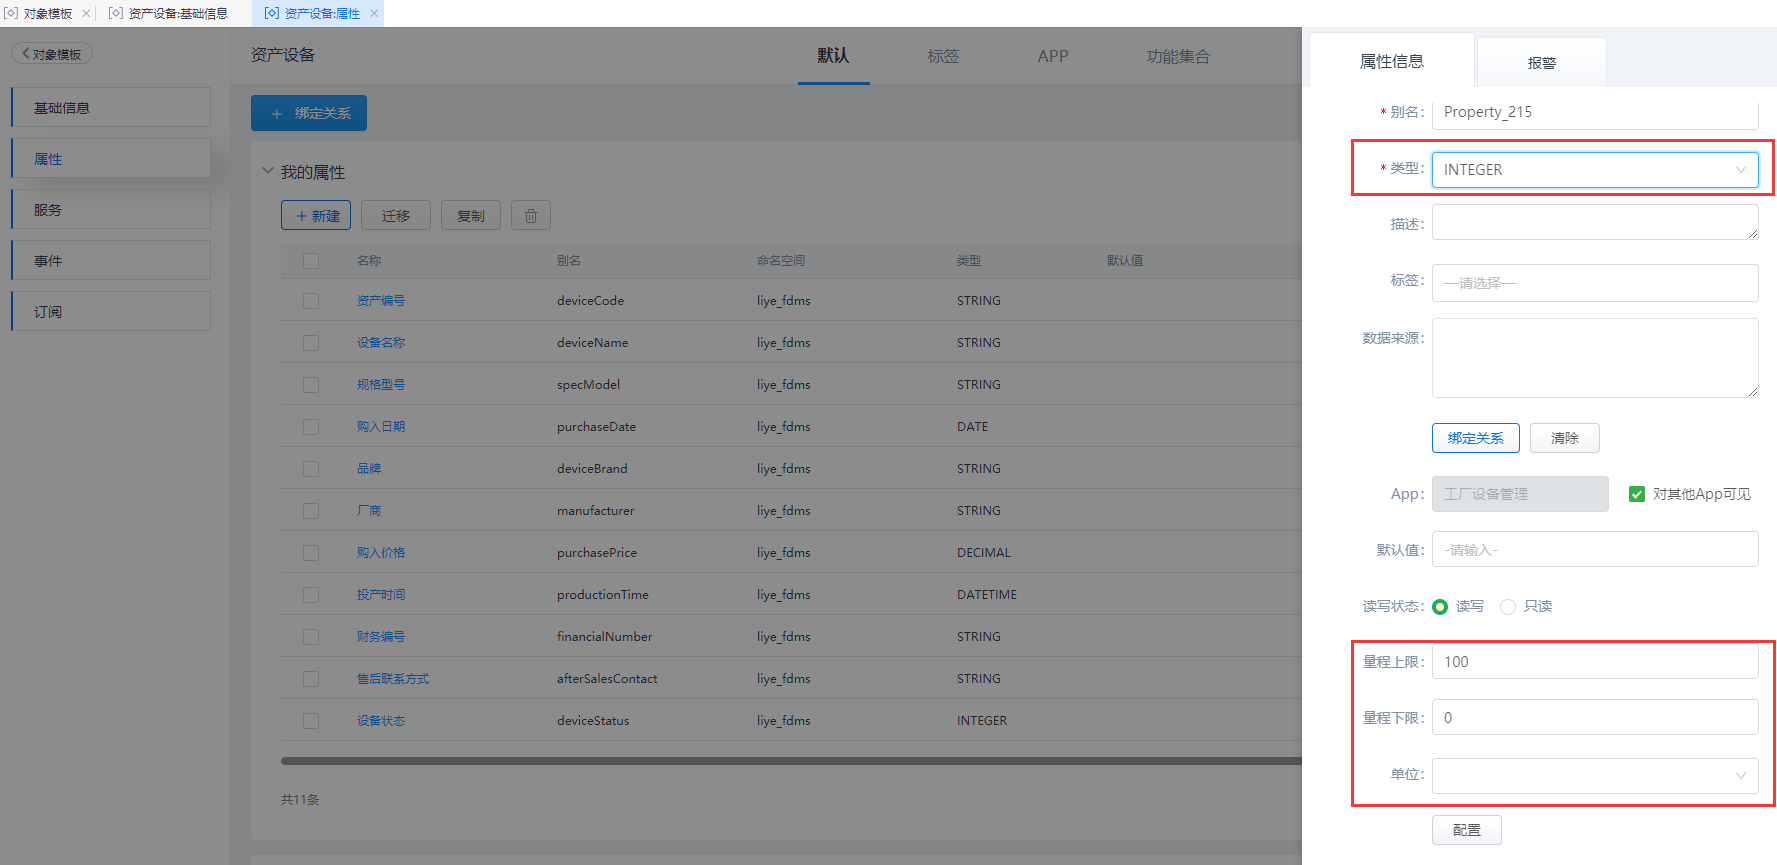 对象模板
资产设备:基础信息
资产设备:属性
对象模板
基础信息
属性
服务
事件
订阅
资产设备
默认
标签
APP
功能集合
+ 绑定关系
我的属性
+ 新建
迁移
复制
名称 别名 命名空间 类型 默认值
资产编号 deviceCode liye_fdms STRING
设备名称 deviceName liye_fdms STRING
规格型号 specModel liye_fdms STRING
购入日期 purchaseDate liye_fdms DATE
品牌 deviceBrand liye_fdms STRING
厂商 manufacturer liye_fdms STRING
购入价格 purchasePrice liye_fdms DECIMAL
投产时间 productionTime liye_fdms DATETIME
财务编号 financialNumber liye_fdms STRING
售后联系方式 afterSalesContact liye_fdms STRING
设备状态 deviceStatus liye_fdms INTEGER
共11条
属性信息
报警
* 别名: Property_215
* 类型: INTEGER
描述:
标签: —请选择—
数据来源:
绑定关系
清除
App: 工厂设备管理 对其他App可见
默认值: -请输入-
读写状态: 读写 只读
量程上限: 100
量程下限: 0
单位:
配置